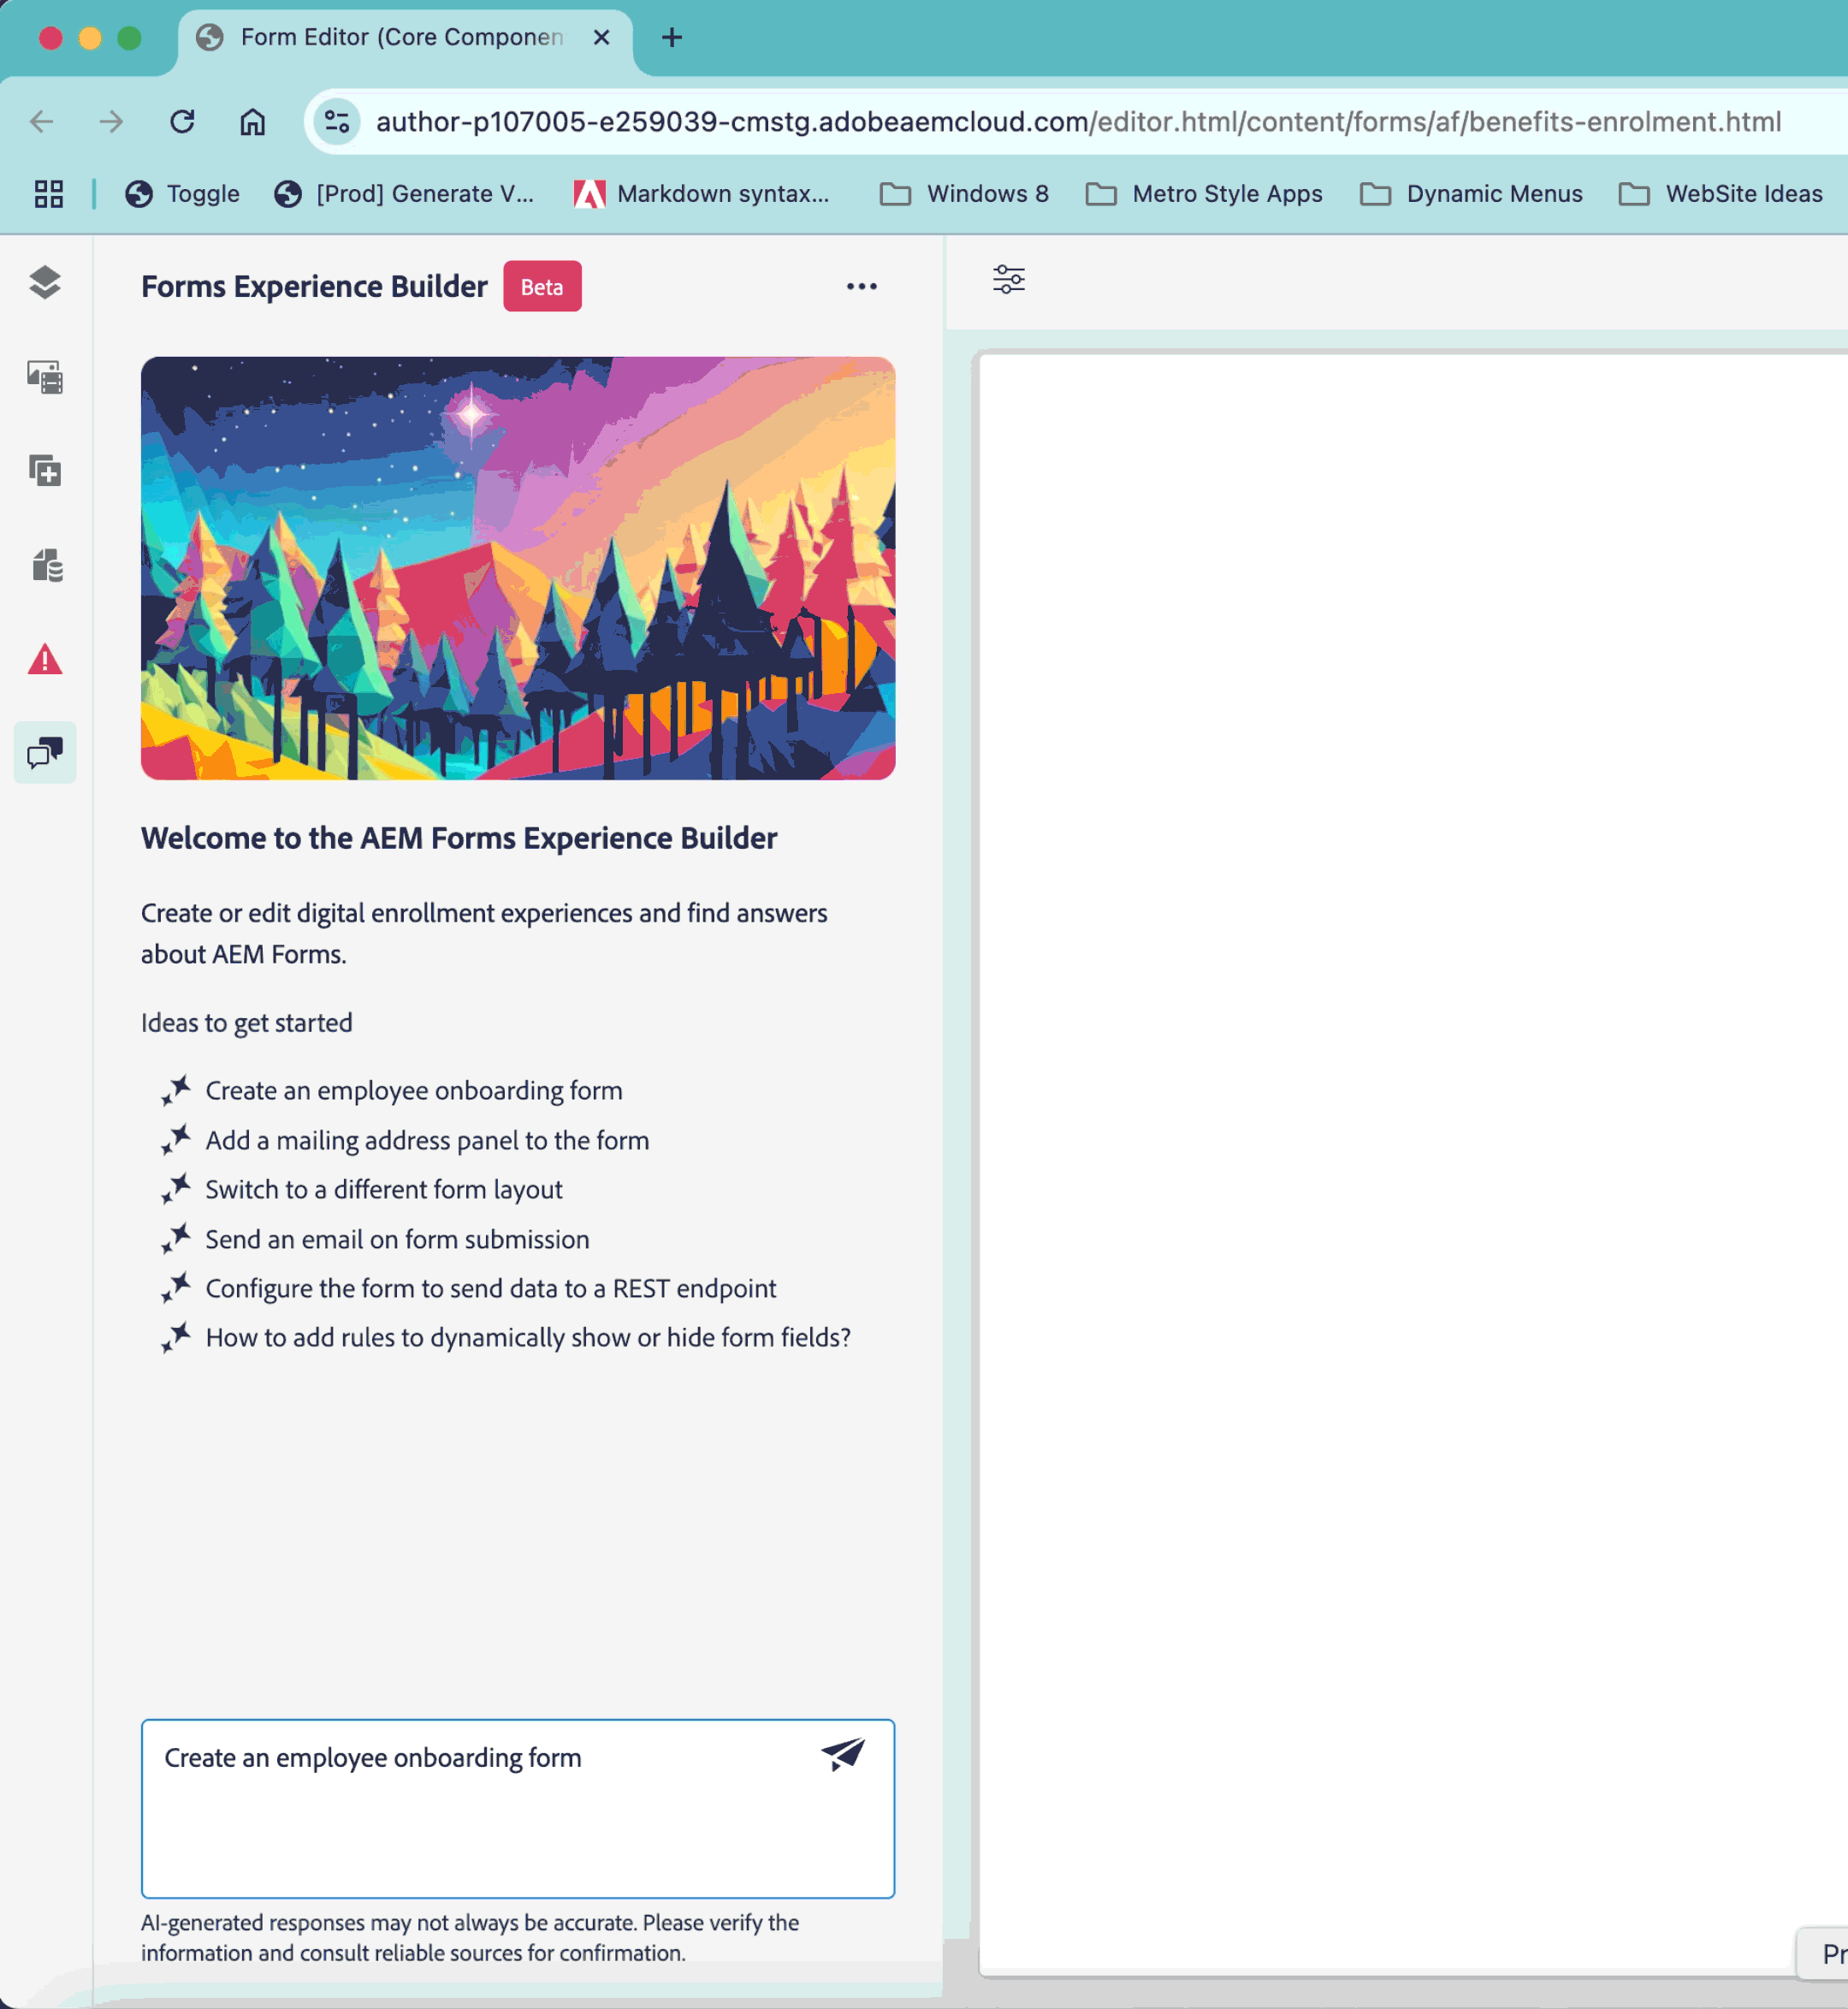 Form Editor (Core Componen
author-p107005-e259039-cmstg.adobeaemcloud.com/editor.html/content/forms/af/benefits-enrolment.html
Toggle [Prod] Generate V... Markdown syntax... Windows 8 Metro Style Apps Dynamic Menus WebSite Ideas
Forms Experience Builder Beta
Welcome to the AEM Forms Experience Builder
Create or edit digital enrollment experiences and find answers
about AEM Forms.
Ideas to get started
Create an employee onboarding form
Add a mailing address panel to the form
Switch to a different form layout
Send an email on form submission
Configure the form to send data to a REST endpoint
How to add rules to dynamically show or hide form fields?
Create an employee onboarding form
AI-generated responses may not always be accurate. Please verify the
information and consult reliable sources for confirmation.
Pr